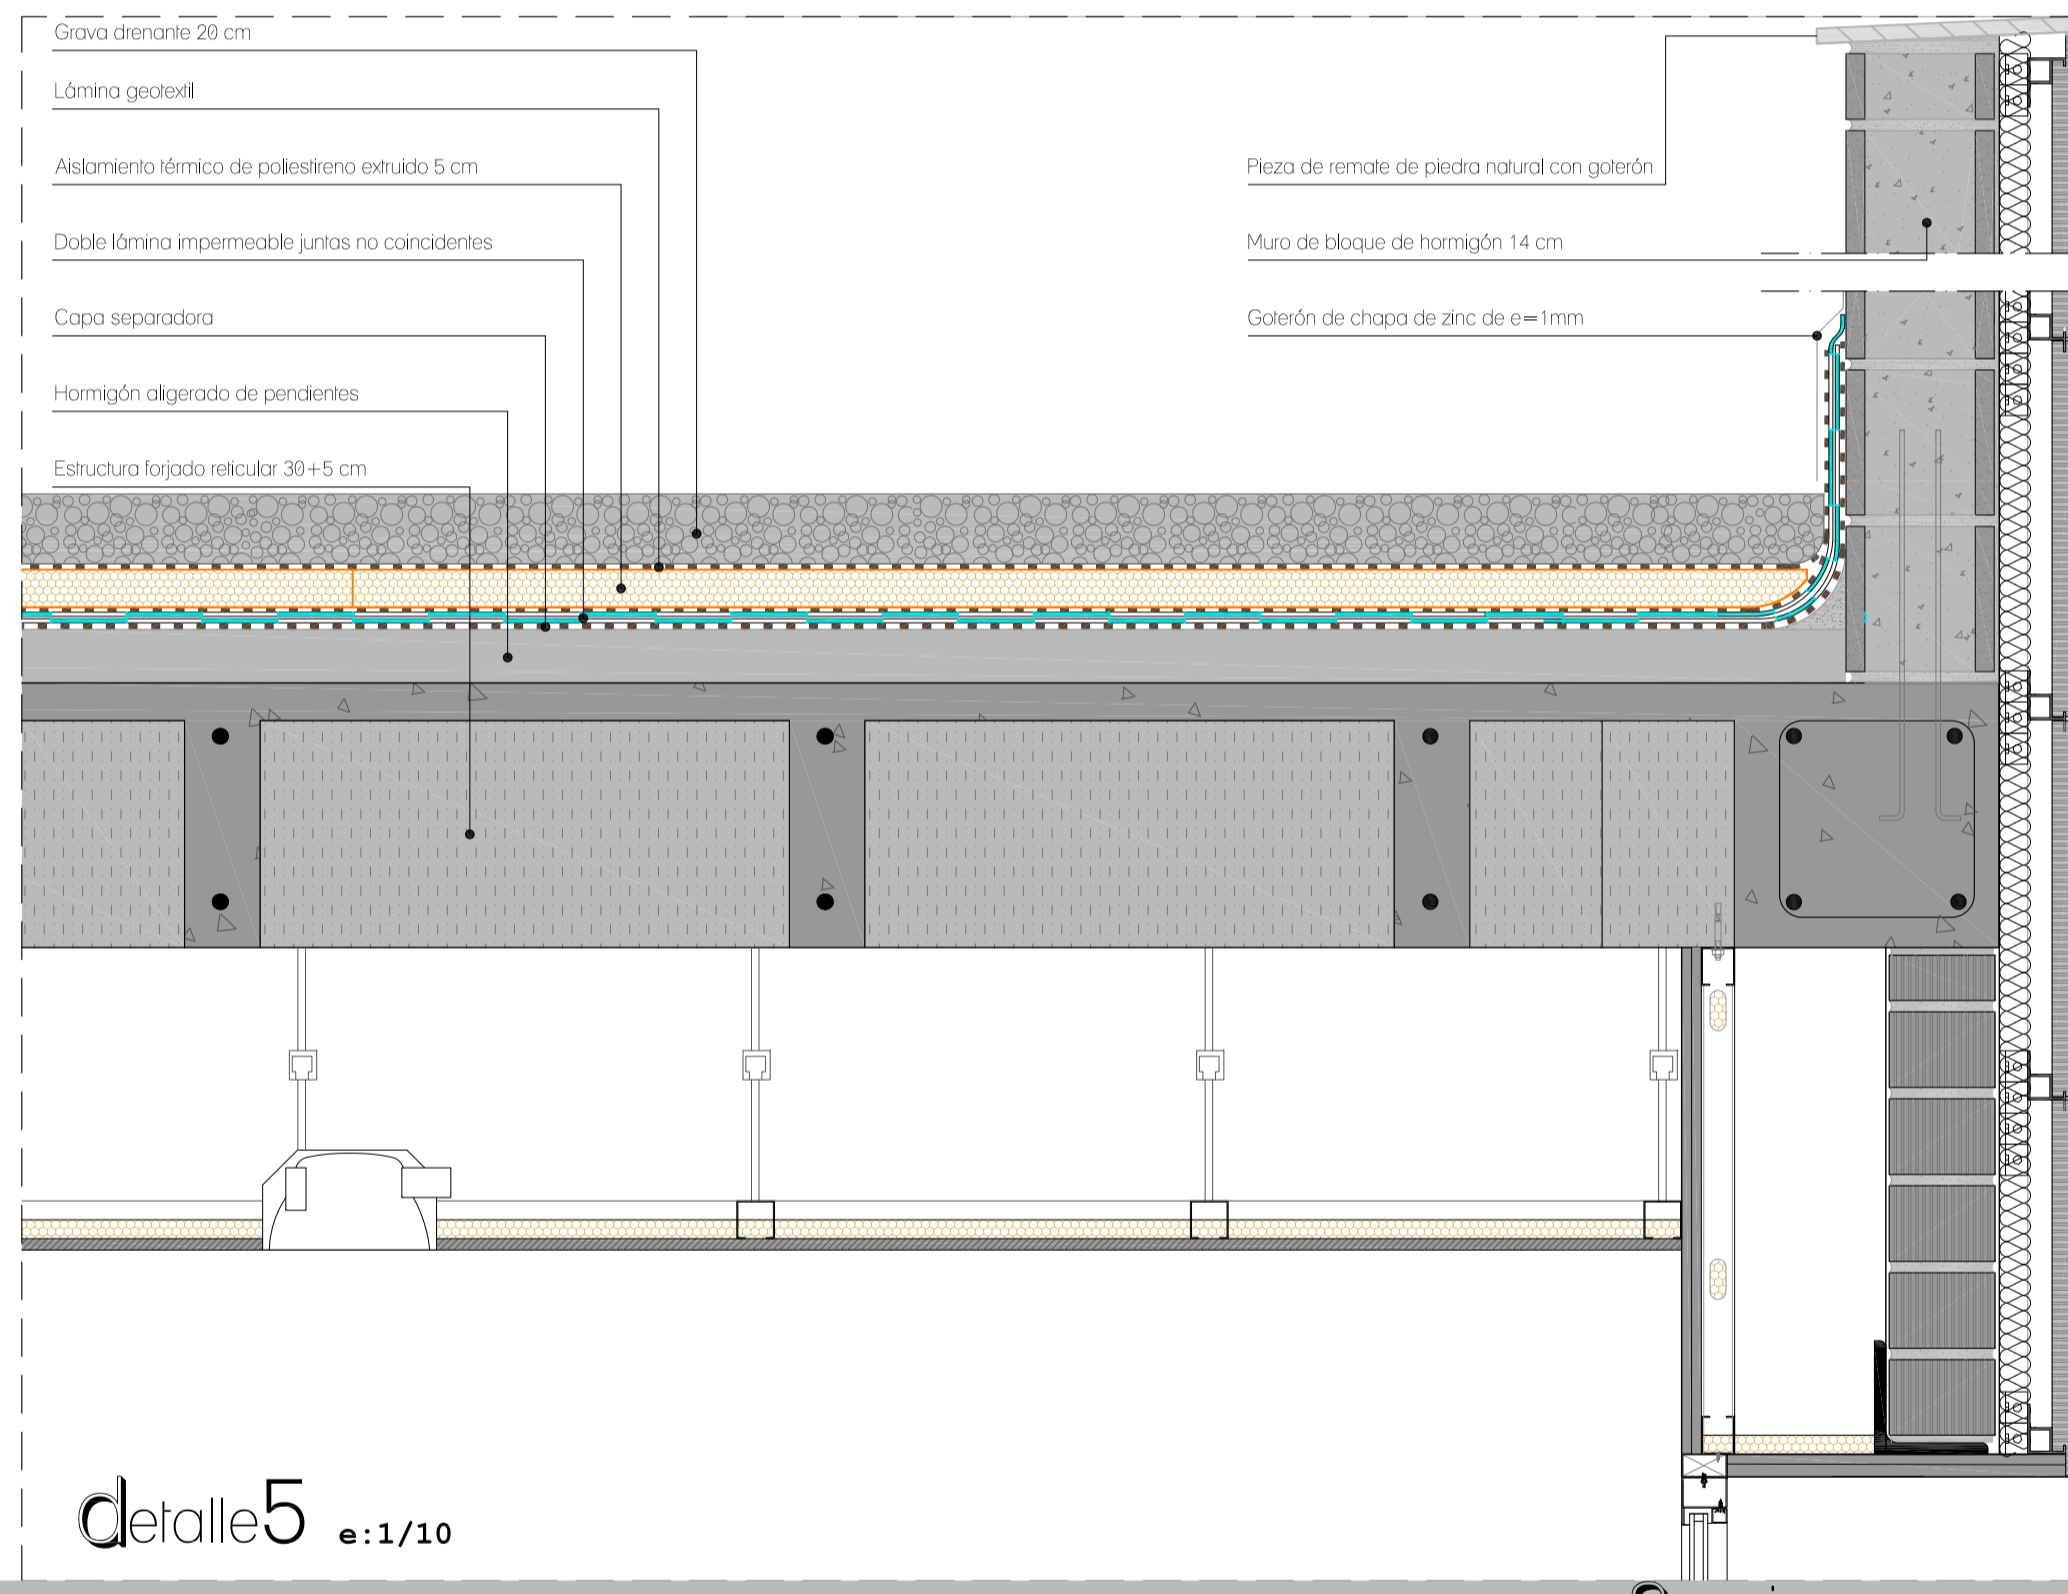 Grava drenante 20 cm
Lámina geotextil
Aislamiento térmico de poliestireno extruido 5 cm
Doble lámina impermeable juntas no coincidentes
Capa separadora
Hormigón aligerado de pendientes
Estructura forjado reticular 30+5 cm
Pieza de remate de piedra natural con goterón
Muro de bloque de hormigón 14 cm
Goterón de chapa de zinc de e=1mm
detalle5 e:1/10